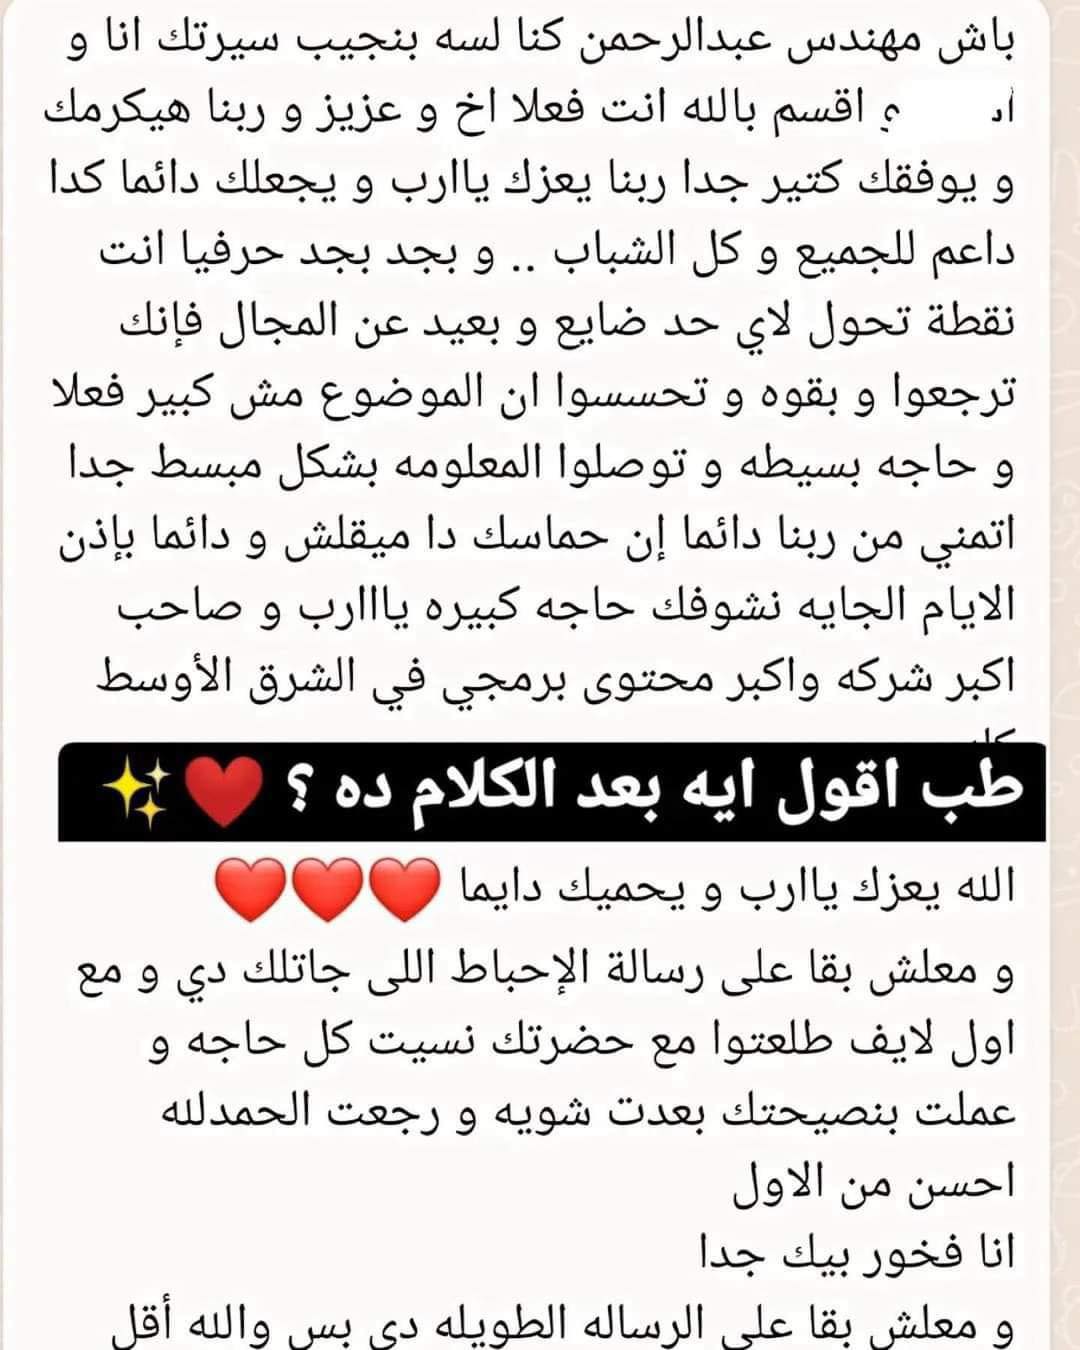 باش مهندس عبدالرحمن كنا لسه بنجيب سيرتك انا و
و اقسم بالله انت فعلا اخ و عزيز و ربنا هيكرمك
و يوفقك كتير جدا ربنا يعزك ياارب و يجعلك دائما كدا
داعم للجميع و كل الشباب .. و بجد بجد حرفيا انت
نقطة تحول لاي حد ضايع و بعيد عن المجال فإنك
ترجعوا و بقوه و تحسسوا ان الموضوع مش كبير فعلا
و حاجه بسيطه و توصلوا المعلومه بشكل مبسط جدا
اتمني من ربنا دائما إن حماسك دا ميقلش و دائما بإذن
الايام الجايه نشوفك حاجه كبيره يااارب و صاحب
اكبر شركه واكبر محتوى برمجي في الشرق الأوسط
طب اقول ايه بعد الكلام ده ؟ ❤️✨
الله يعزك ياارب و يحميك دايما ❤️❤️❤️
و معلش بقا على رسالة الإحباط اللى جاتلك دي و مع
اول لايف طلعتوا مع حضرتك نسيت كل حاجه و
عملت بنصيحتك بعدت شويه و رجعت الحمدلله
احسن من الاول
انا فخور بيك جدا
و معلش بقا علي الرساله الطويله دي بس والله أقل